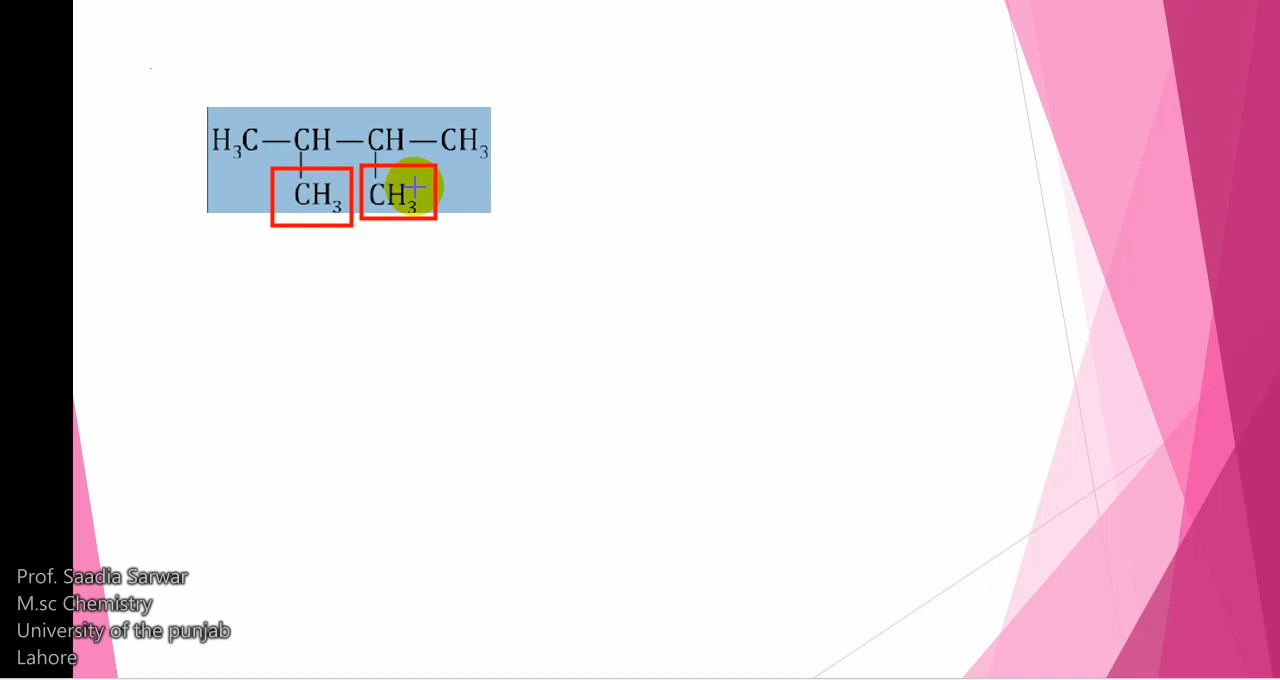 H₃C—CH—CH—CH₃
CH₃ CH₃
Prof. Saadia Sarwar
M.sc Chemistry
University of the punjab
Lahore